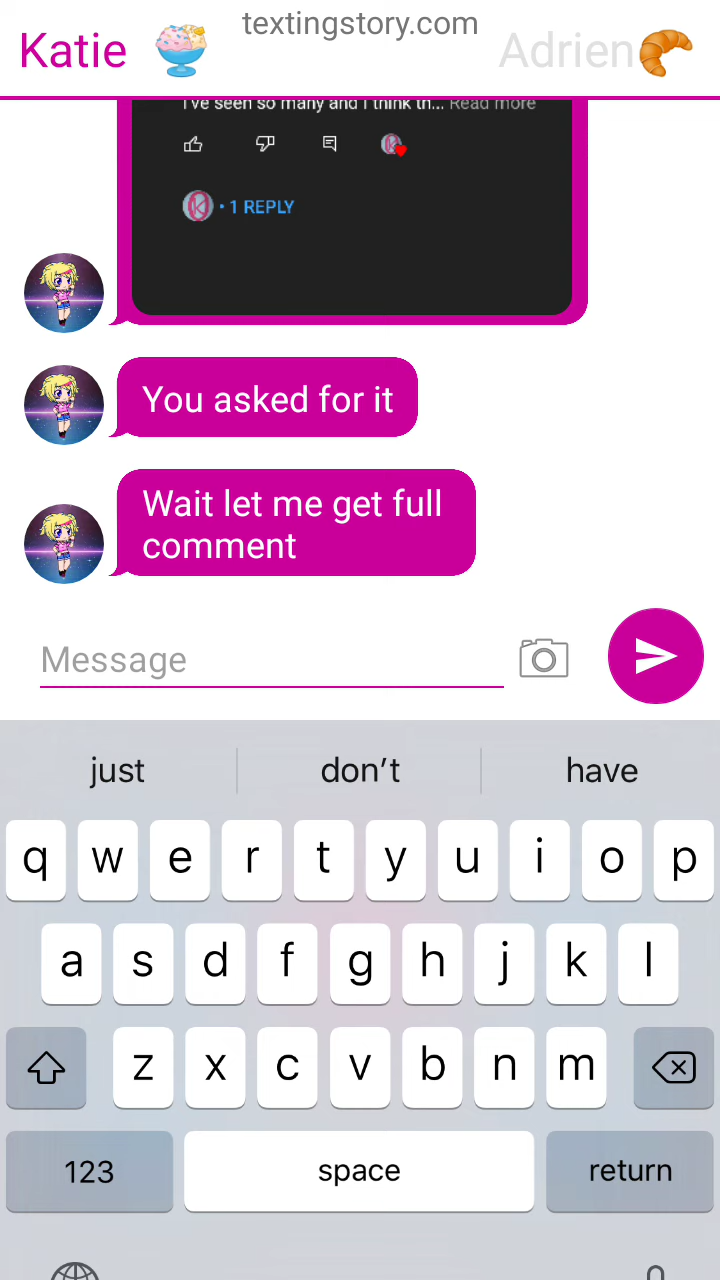 textingstory.com
Katie 🍨 Adrien🥐
I've seen so many and I think th... Read more
• 1 REPLY
You asked for it
Wait let me get full
comment
Message
just don't have
q w e r t y u i o p
a s d f g h j k l
z x c v b n m
123 space return